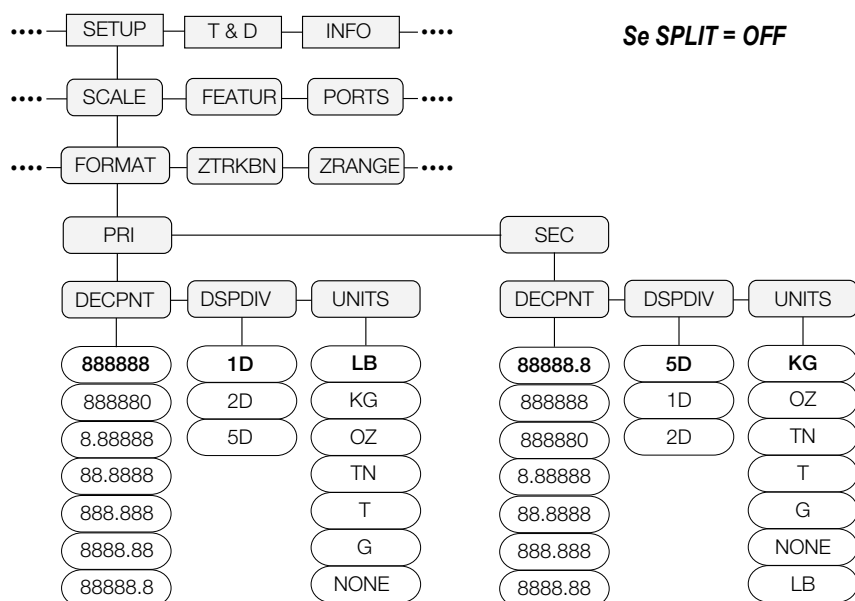 Se SPLIT = OFF
•••• SETUP T & D INFO ••••
•••• SCALE FEATUR PORTS ••••
•••• FORMAT ZTRKBN ZRANGE ••••
PRI SEC
DECPNT DSPDIV UNITS DECPNT DSPDIV UNITS
888888 1D LB 88888.8 5D KG
888880 2D KG 888888 1D OZ
8.88888 5D OZ 888880 2D TN
88.8888 TN 8.88888 T
888.888 T 88.8888 G
8888.88 G 888.888 NONE
88888.8 NONE 8888.88 LB